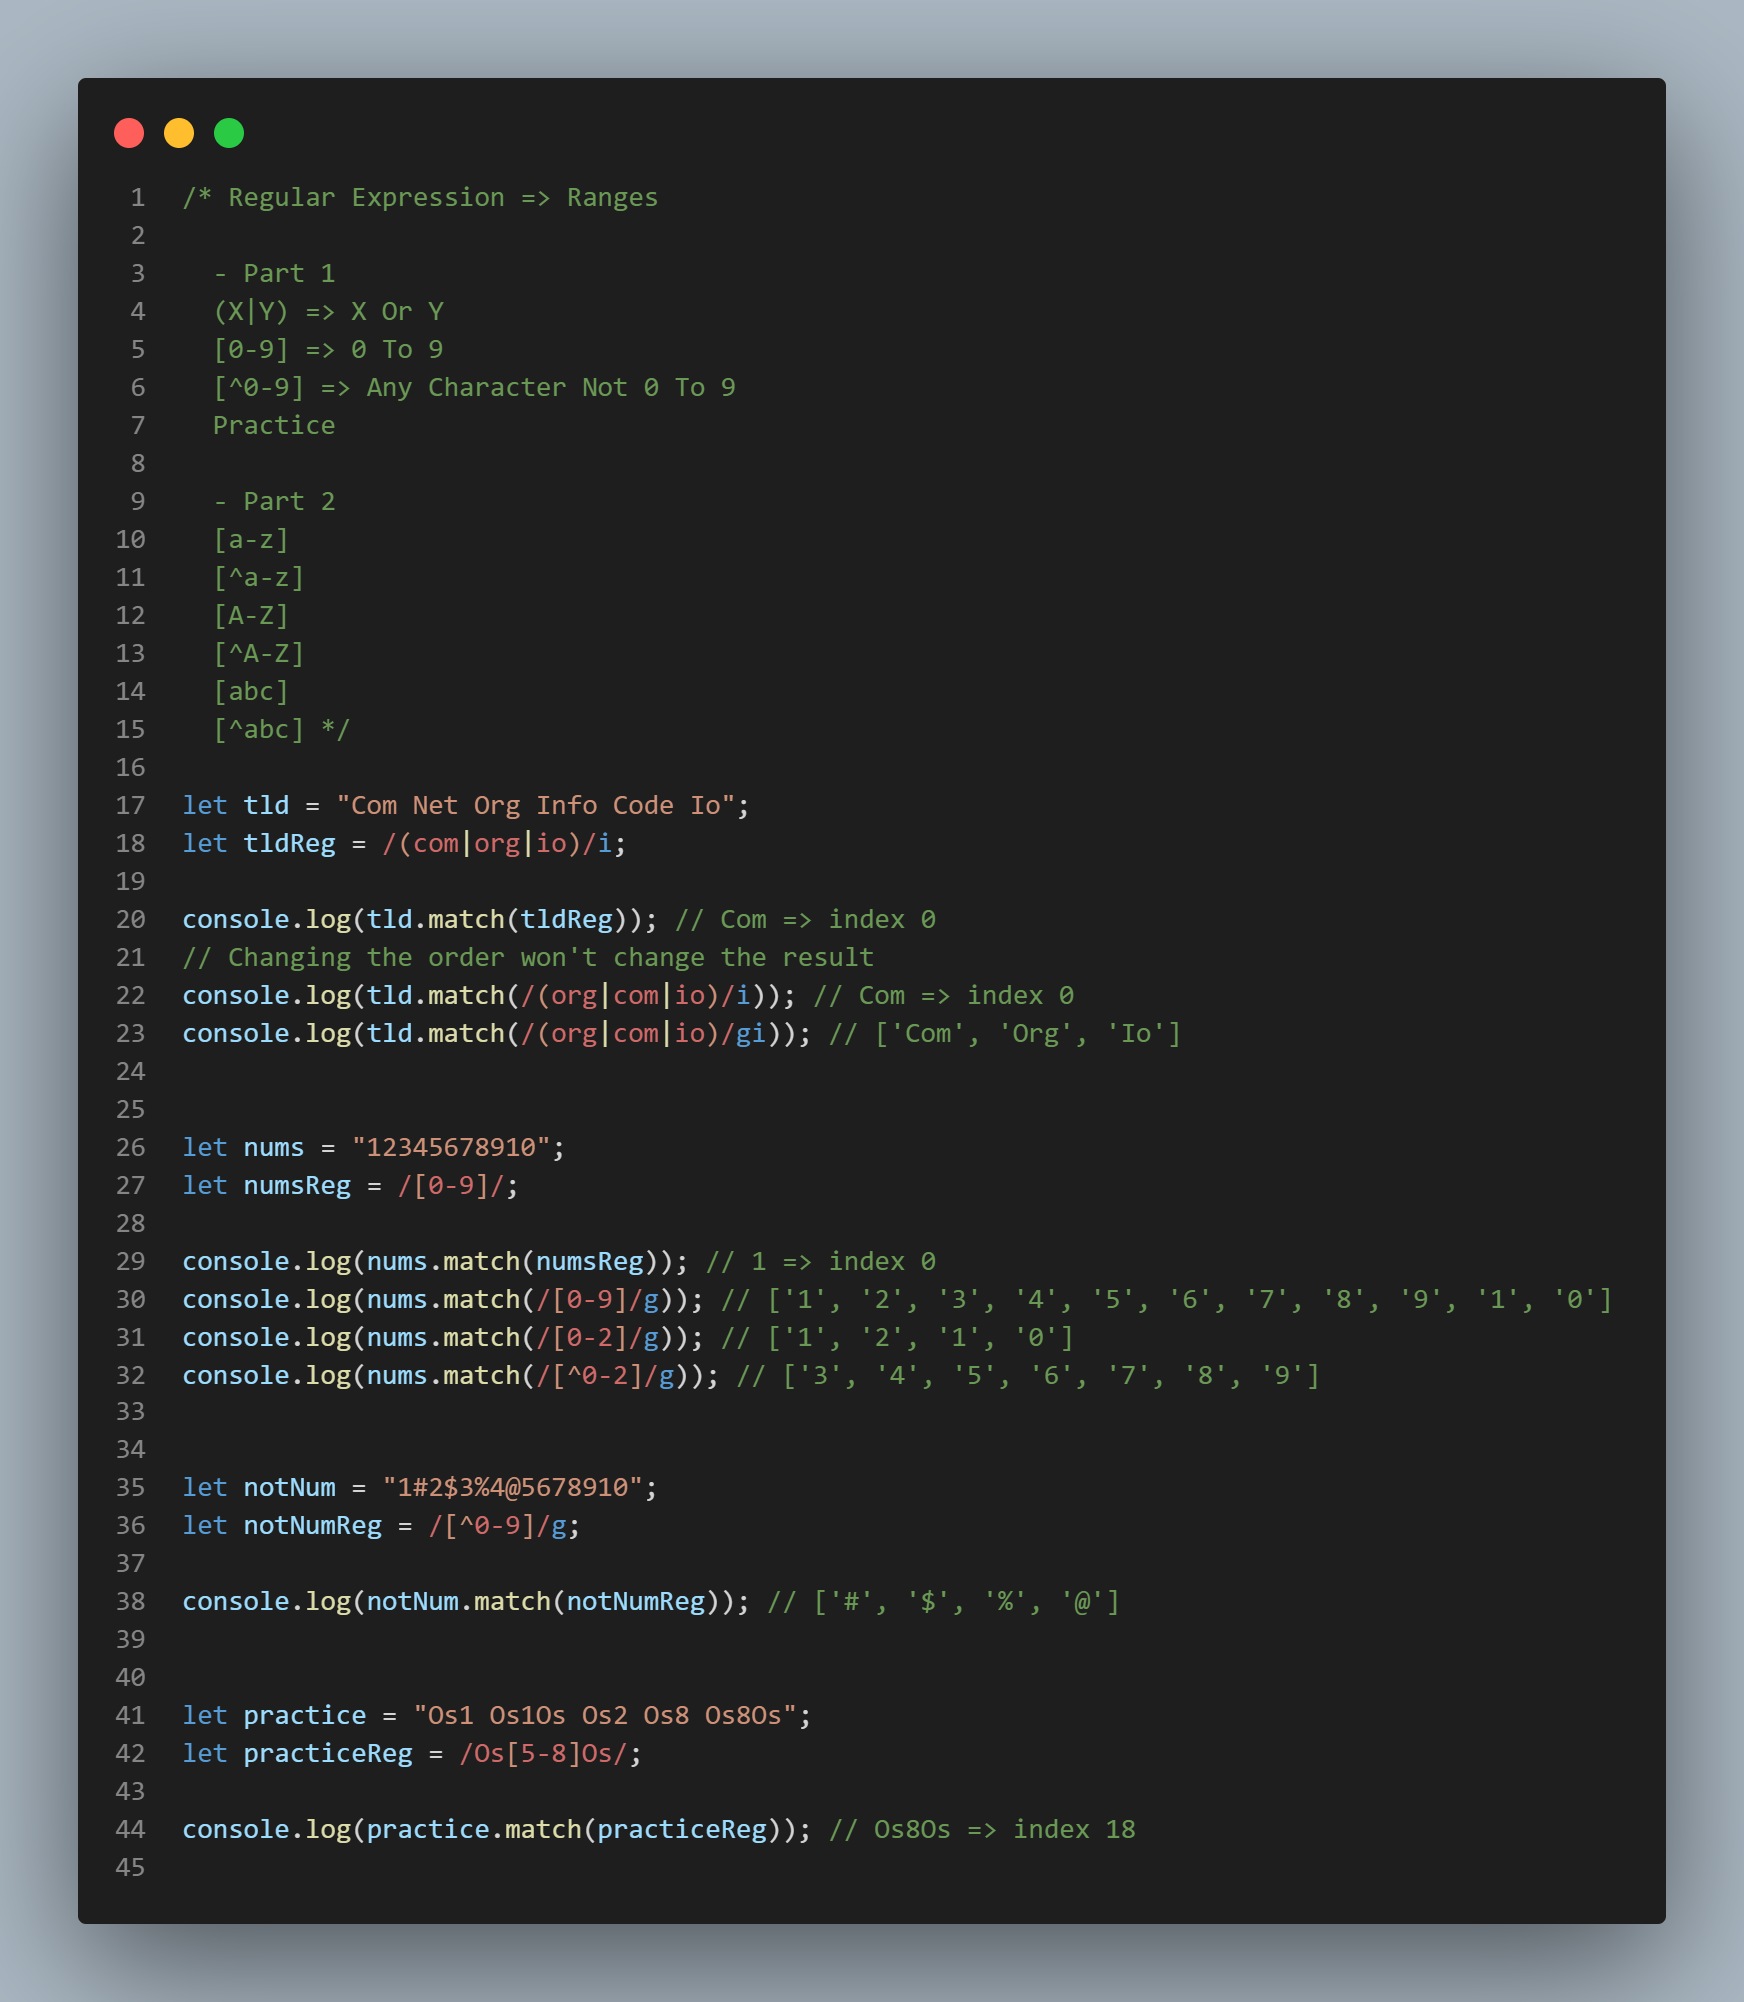 1 /* Regular Expression => Ranges
2
3   - Part 1
4   (X|Y) => X Or Y
5   [0-9] => 0 To 9
6   [^0-9] => Any Character Not 0 To 9
7   Practice
8
9   - Part 2
10   [a-z]
11   [^a-z]
12   [A-Z]
13   [^A-Z]
14   [abc]
15   [^abc] */
16
17 let tld = "Com Net Org Info Code Io";
18 let tldReg = /(com|org|io)/i;
19
20 console.log(tld.match(tldReg)); // Com => index 0
21 // Changing the order won't change the result
22 console.log(tld.match(/(org|com|io)/i)); // Com => index 0
23 console.log(tld.match(/(org|com|io)/gi)); // ['Com', 'Org', 'Io']
24
25
26 let nums = "12345678910";
27 let numsReg = /[0-9]/;
28
29 console.log(nums.match(numsReg)); // 1 => index 0
30 console.log(nums.match(/[0-9]/g)); // ['1', '2', '3', '4', '5', '6', '7', '8', '9', '1', '0']
31 console.log(nums.match(/[0-2]/g)); // ['1', '2', '1', '0']
32 console.log(nums.match(/[^0-2]/g)); // ['3', '4', '5', '6', '7', '8', '9']
33
34
35 let notNum = "1#2$3%4@5678910";
36 let notNumReg = /[^0-9]/g;
37
38 console.log(notNum.match(notNumReg)); // ['#', '$', '%', '@']
39
40
41 let practice = "Os1 Os1Os Os2 Os8 Os8Os";
42 let practiceReg = /Os[5-8]Os/;
43
44 console.log(practice.match(practiceReg)); // Os8Os => index 18
45